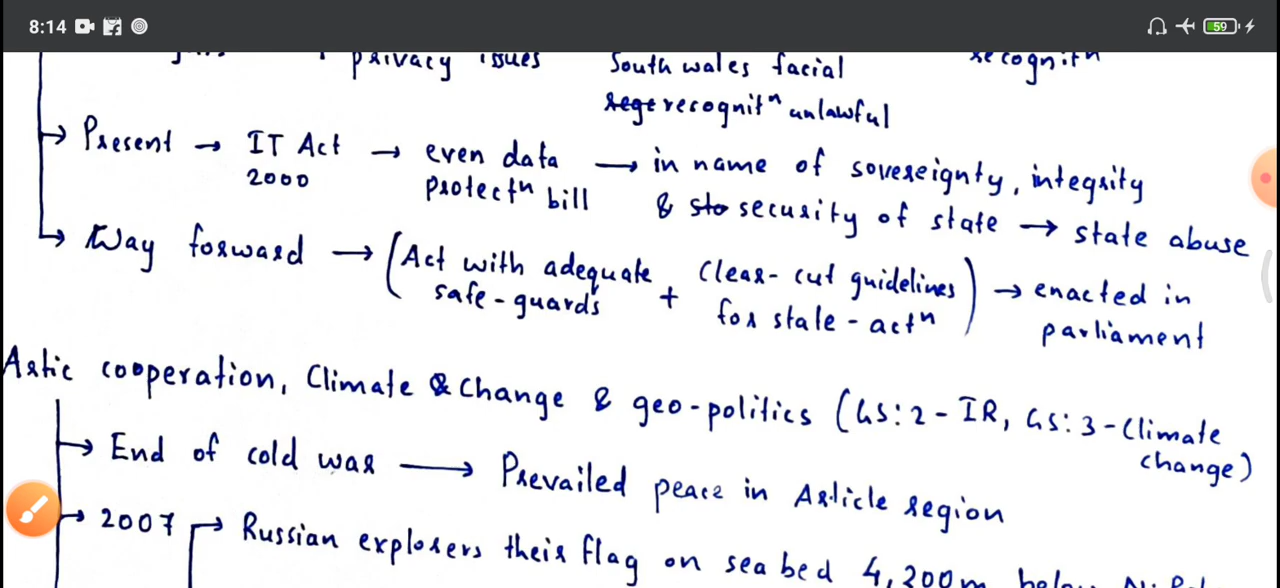 8:14
59
privacy issues South wales facial recognitⁿ
recognitⁿ unlawful
→ Present → IT Act → even data → in name of sovereignty, integrity
2000 protectⁿ bill & security of state → state abuse
→ Way forward → (Act with adequate + Clear-cut guidelines) → enacted in
safe-guards for state-actⁿ parliament
Artic cooperation, Climate & Change & geo-politics (GS:2-IR, GS:3-Climate
change)
→ End of cold war → Prevailed peace in Article region
→ 2007 → Russian explorers their flag on sea bed 4,200m below